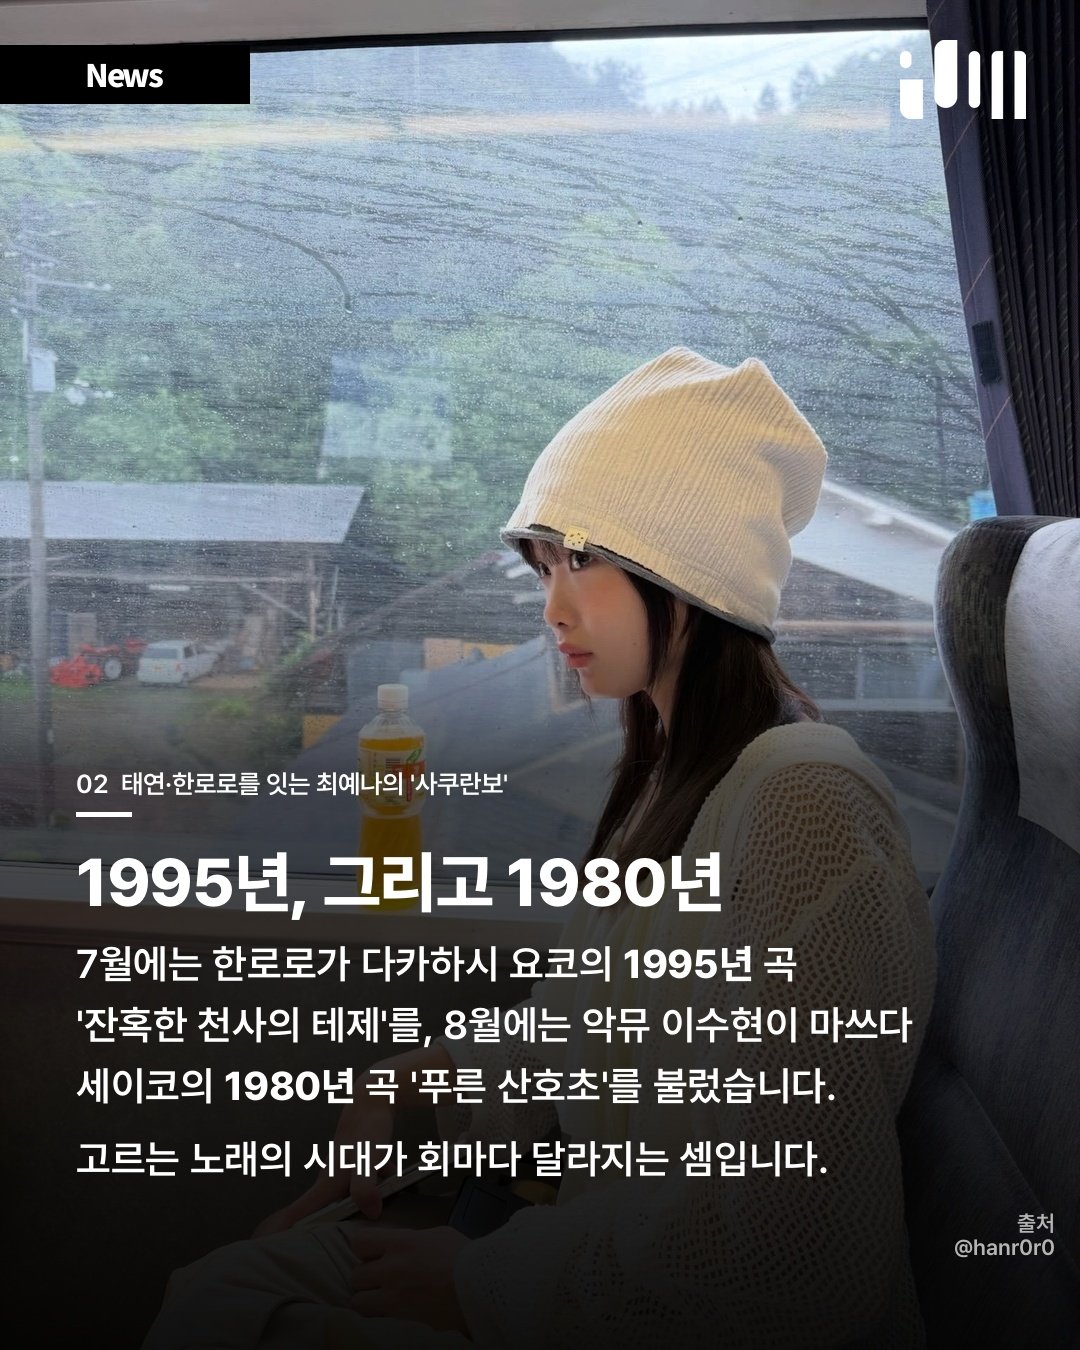 News
02 태연·한로로를 잇는 최예나의 '사쿠란보'
1995년, 그리고 1980년
7월에는 한로로가 다카하시 요코의 1995년 곡
'잔혹한 천사의 테제'를, 8월에는 악뮤 이수현이 마쓰다
세이코의 1980년 곡 '푸른 산호초'를 불렀습니다.
고르는 노래의 시대가 회마다 달라지는 셈입니다.
출처
@hanr0r0